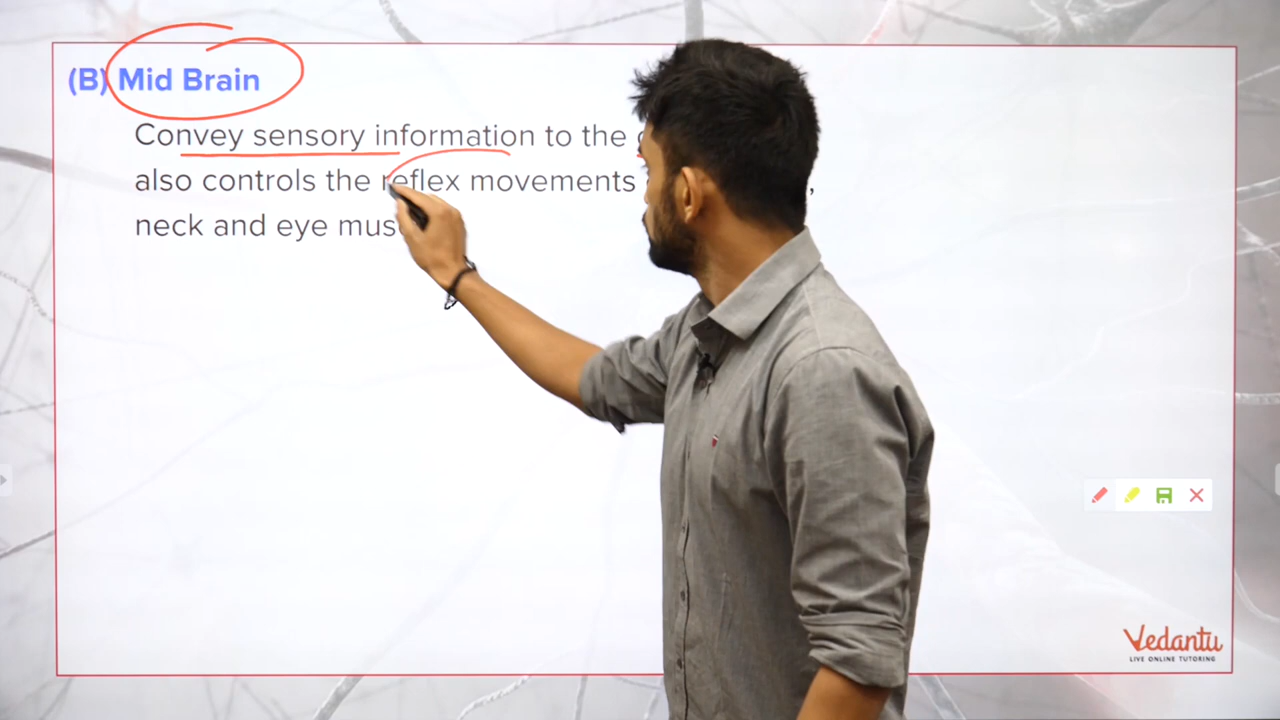 (B) Mid Brain
Convey sensory information to the
also controls the reflex movements ,
neck and eye mus
Vedantu
LIVE ONLINE TUTORING